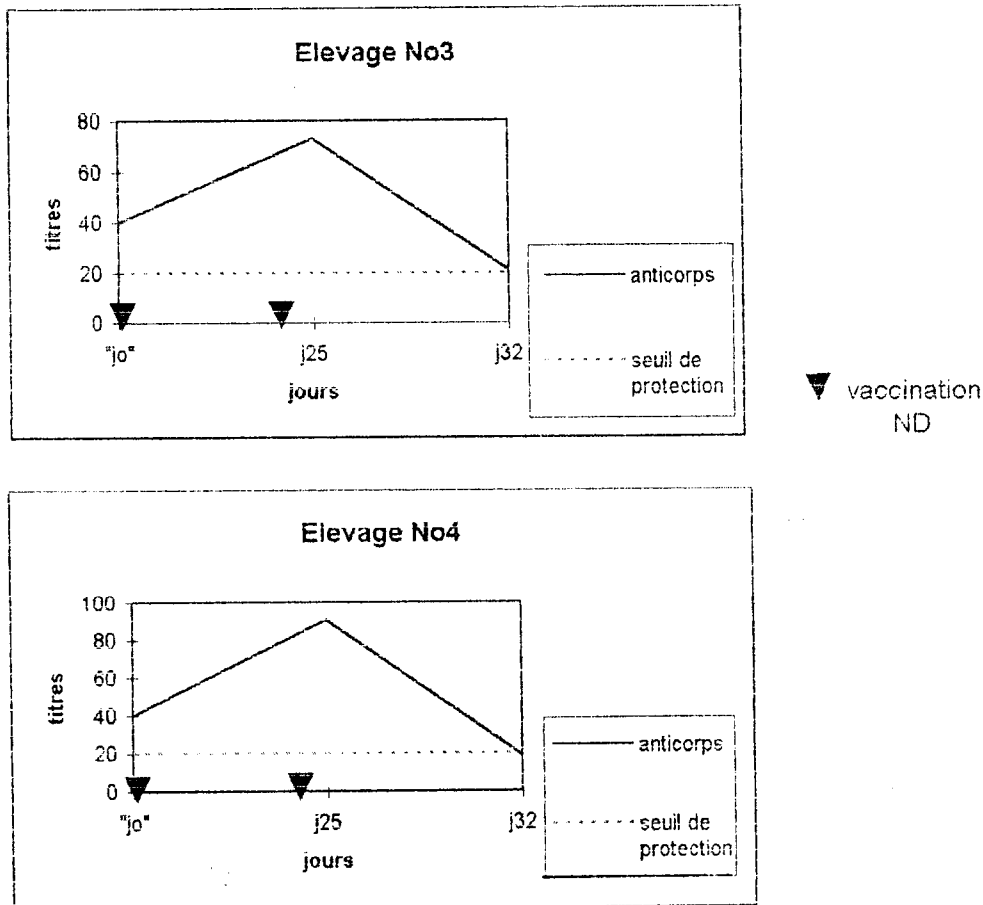 Elevage No3
80
60
40
20
0
titres
"jo"
j25
j32
jours
anticorps
seuil de
protection
vaccination
ND
Elevage No4
100
80
60
40
20
0
titres
"jo"
j25
j32
jours
anticorps
seuil de
protection